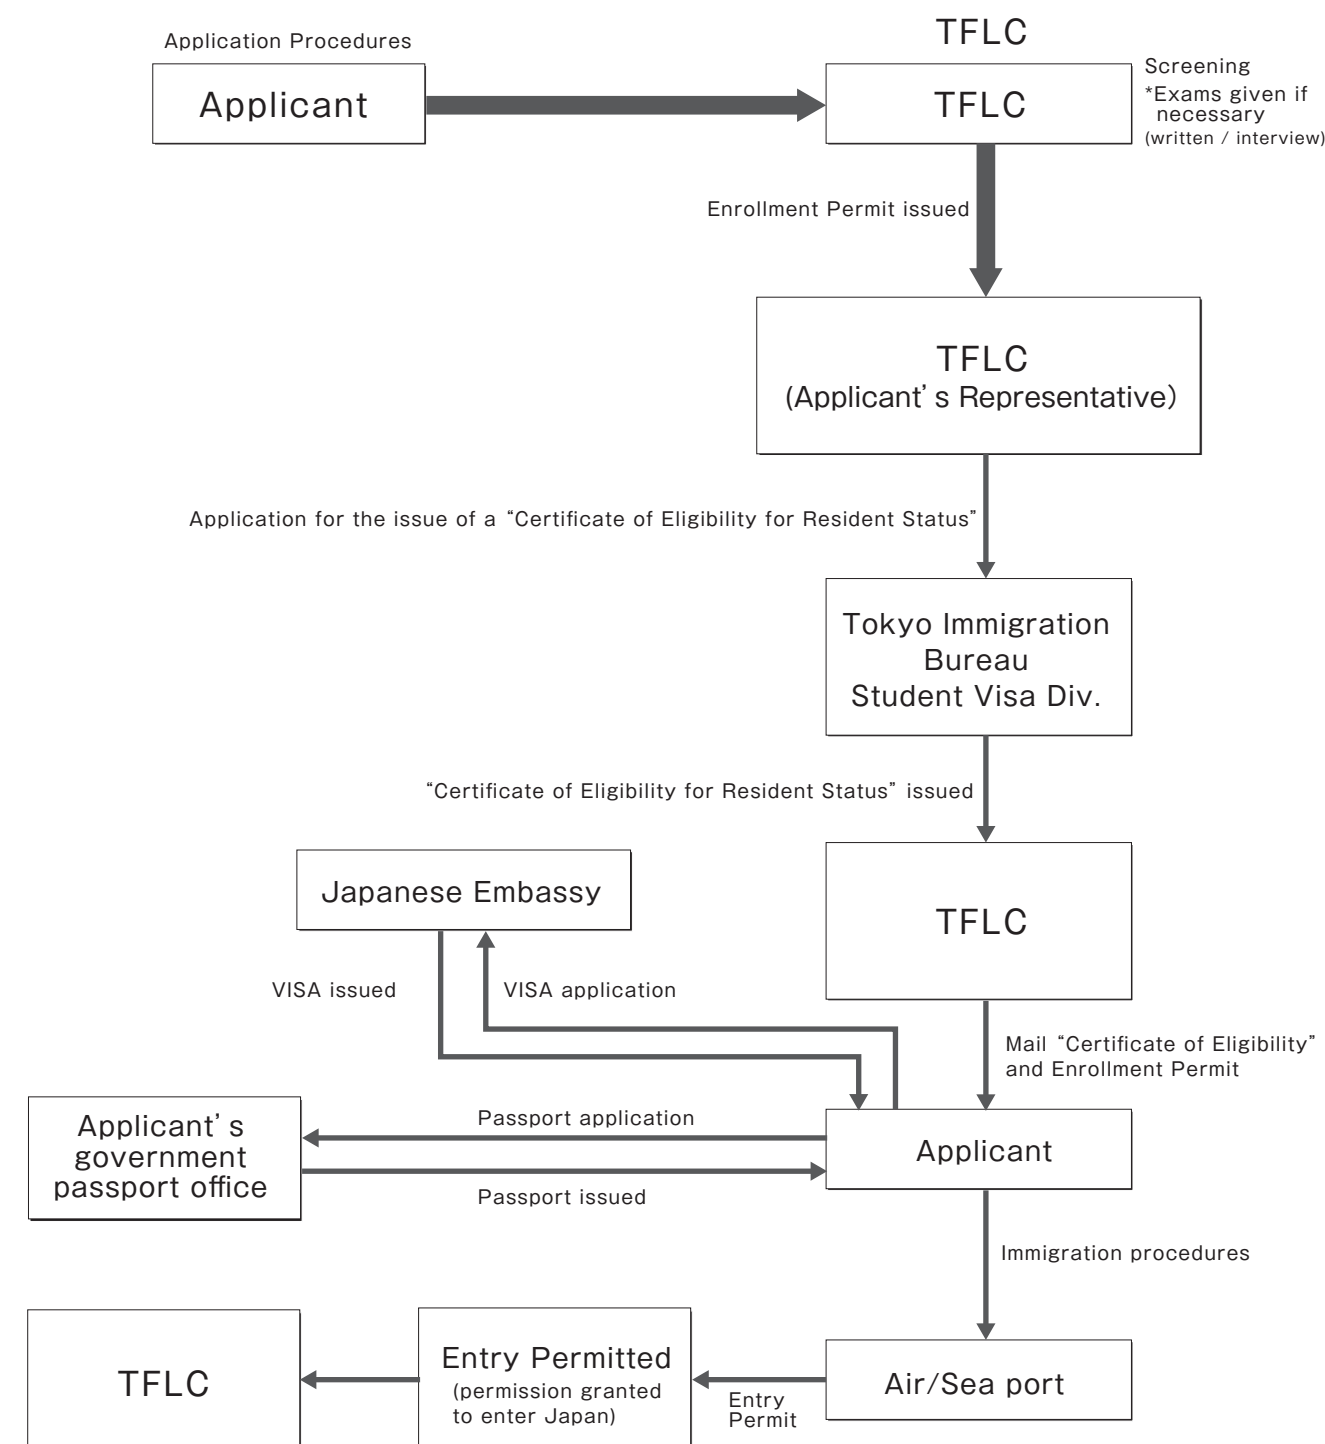 Application Procedures
Applicant
TFLC
TFLC
Screening
*Exams given if
necessary
(written / interview)
Enrollment Permit issued
TFLC
(Applicant’s Representative)
Application for the issue of a “Certificate of Eligibility for Resident Status”
Tokyo Immigration
Bureau
Student Visa Div.
“Certificate of Eligibility for Resident Status” issued
Japanese Embassy
TFLC
VISA issued
VISA application
Mail “Certificate of Eligibility”
and Enrollment Permit
Applicant’s
government
passport office
Passport application
Passport issued
Applicant
Immigration procedures
TFLC
Entry Permitted
(permission granted
to enter Japan)
Entry
Permit
Air/Sea port